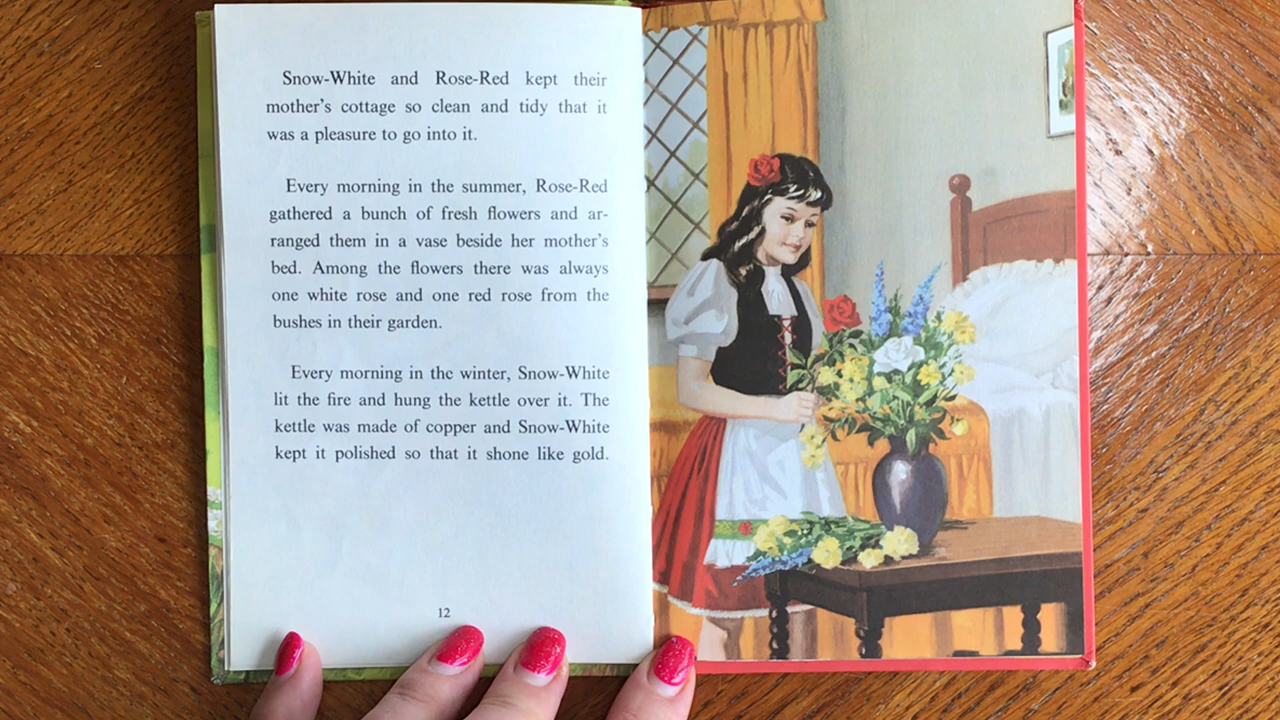 Snow-White and Rose-Red kept their
mother's cottage so clean and tidy that it
was a pleasure to go into it.
Every morning in the summer, Rose-Red
gathered a bunch of fresh flowers and ar-
ranged them in a vase beside her mother's
bed. Among the flowers there was always
one white rose and one red rose from the
bushes in their garden.
Every morning in the winter, Snow-White
lit the fire and hung the kettle over it. The
kettle was made of copper and Snow-White
kept it polished so that it shone like gold.
12